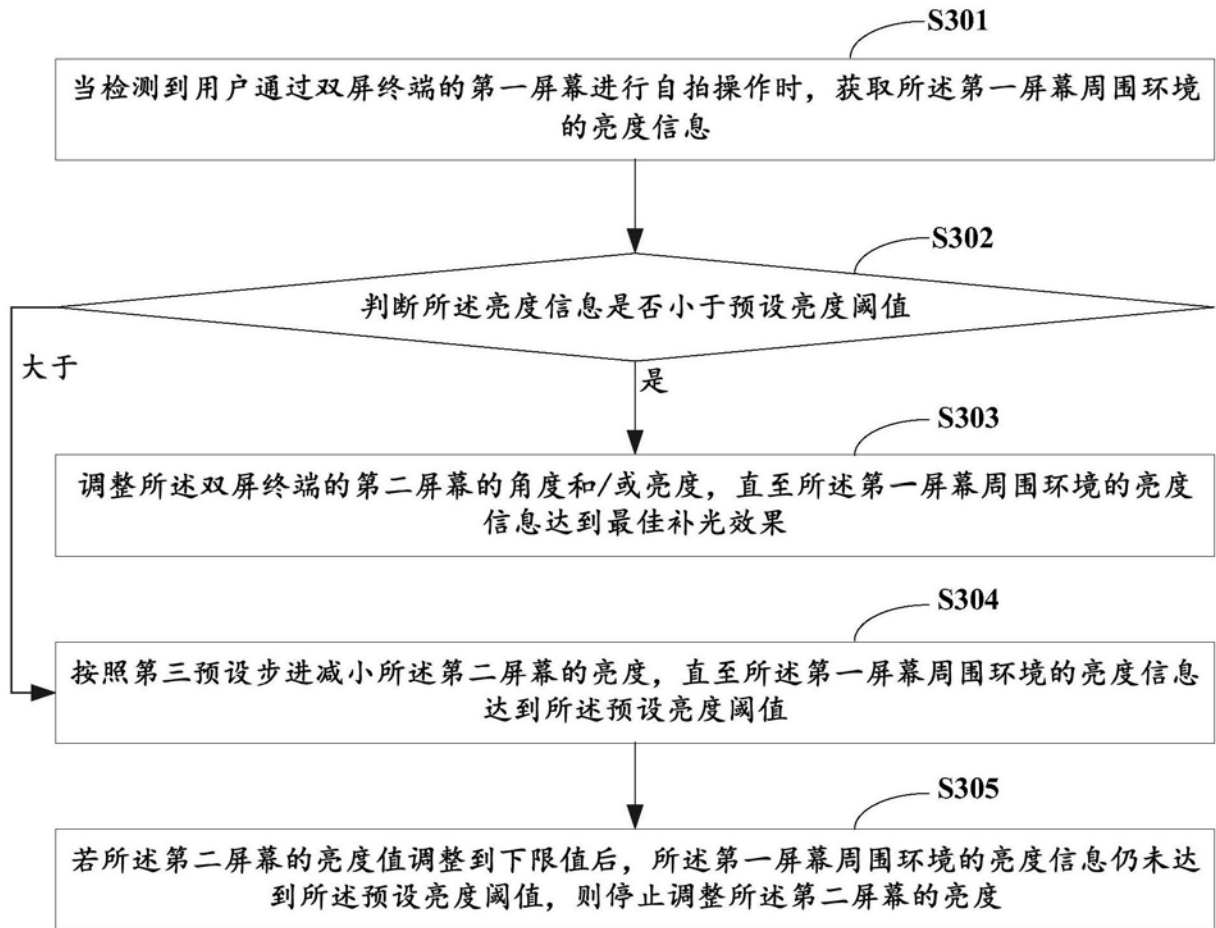 S301
当检测到用户通过双屏终端的第一屏幕进行自拍操作时，获取所述第一屏幕周围环境
的亮度信息
S302
判断所述亮度信息是否小于预设亮度阈值
大于
是
S303
调整所述双屏终端的第二屏幕的角度和/或亮度，直至所述第一屏幕周围环境的亮度
信息达到最佳补光效果
S304
按照第三预设步进减小所述第二屏幕的亮度，直至所述第一屏幕周围环境的亮度信息
达到所述预设亮度阈值
S305
若所述第二屏幕的亮度值调整到下限值后，所述第一屏幕周围环境的亮度信息仍未达
到所述预设亮度阈值，则停止调整所述第二屏幕的亮度